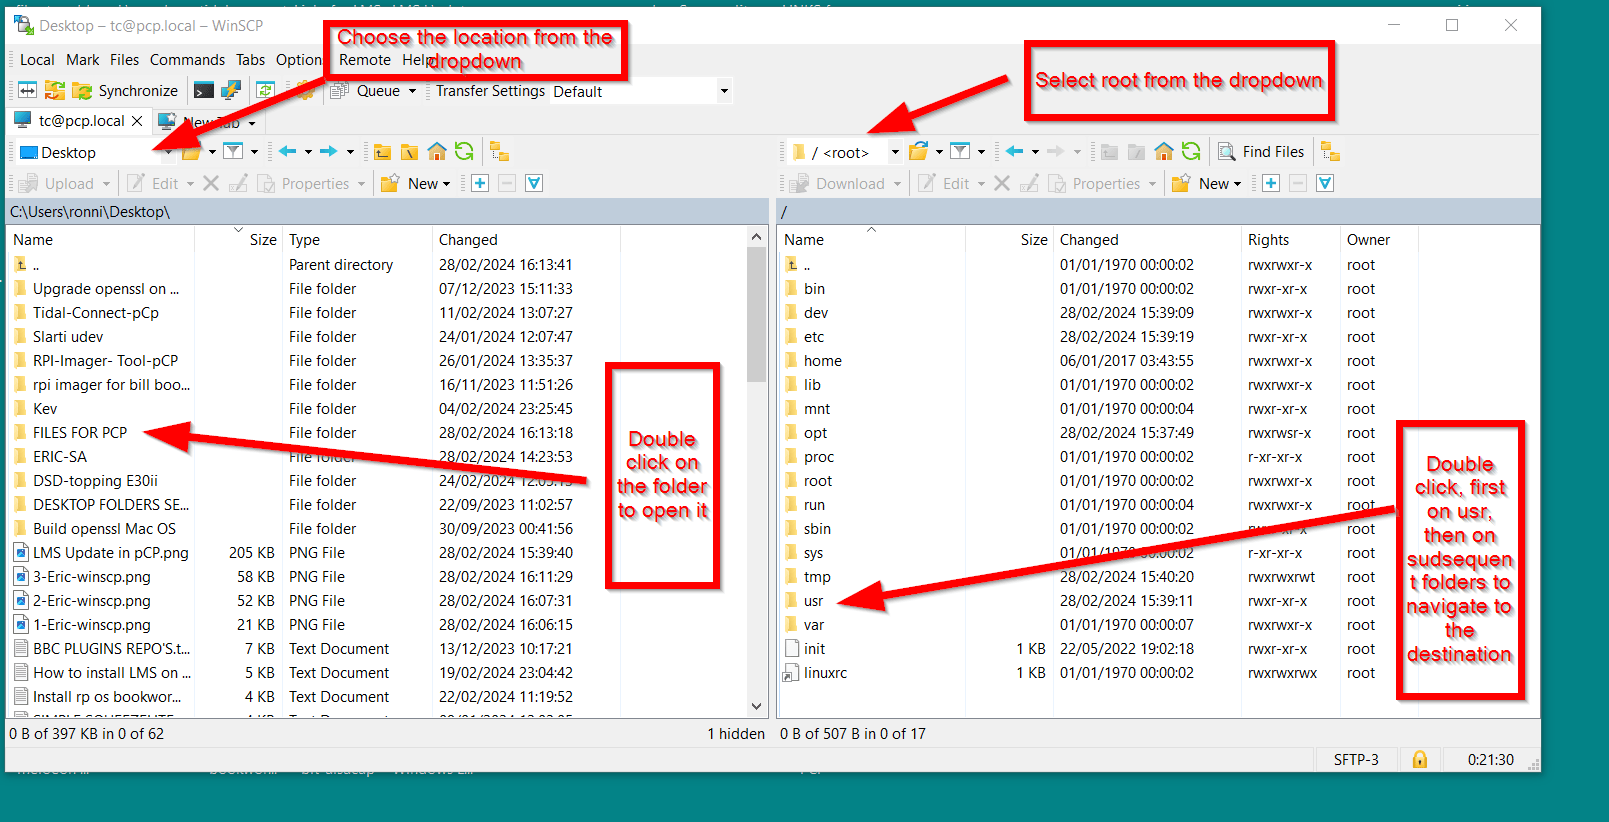 Desktop – tc@pcp.local – WinSCP
Choose the location from the
dropdown
Select root from the dropdown
Local Mark Files Commands Tabs Option Remote Help
Synchronize Queue Transfer Settings Default
tc@pcp.local New Tab
Desktop
/ <root> Find Files
Upload Edit Properties New
Download Edit Properties New
C:\Users\ronni\Desktop\
/
Name Size Type Changed
.. Parent directory 28/02/2024 16:13:41
Upgrade openssl on ... File folder 07/12/2023 15:11:33
Tidal-Connect-pCp File folder 11/02/2024 13:07:27
Slarti udev File folder 24/01/2024 12:07:47
RPI-Imager- Tool-pCP File folder 26/01/2024 13:35:37
rpi imager for bill boo... File folder 16/11/2023 11:51:26
Kev File folder 04/02/2024 23:25:45
FILES FOR PCP File folder 28/02/2024 16:13:18
ERIC-SA File folder 28/02/2024 14:23:53
DSD-topping E30ii File folder 24/02/2024
DESKTOP FOLDERS SE... File folder 22/09/2023 11:02:57
Build openssl Mac OS File folder 30/09/2023 00:41:56
LMS Update in pCP.png 205 KB PNG File 28/02/2024 15:39:40
3-Eric-winscp.png 58 KB PNG File 28/02/2024 16:11:29
2-Eric-winscp.png 52 KB PNG File 28/02/2024 16:07:31
1-Eric-winscp.png 21 KB PNG File 28/02/2024 16:06:15
BBC PLUGINS REPO'S.t... 7 KB Text Document 13/12/2023 10:17:21
How to install LMS on ... 5 KB Text Document 19/02/2024 23:04:42
Install rp os bookwor... 4 KB Text Document 22/02/2024 11:19:52
Double
click on
the folder
to open it
Name Size Changed Rights Owner
.. 01/01/1970 00:00:02 rwxrwxr-x root
bin 01/01/1970 00:00:02 rwxr-xr-x root
dev 28/02/2024 15:39:09 rwxrwxr-x root
etc 28/02/2024 15:39:19 rwxrwxr-x root
home 06/01/2017 03:43:55 rwxrwxr-x root
lib 01/01/1970 00:00:02 rwxrwxr-x root
mnt 01/01/1970 00:00:04 rwxr-xr-x root
opt 28/02/2024 15:37:49 rwxrwsr-x root
proc 01/01/1970 00:00:02 r-xr-xr-x root
root 01/01/1970 00:00:02 rwxrwxr-x root
run 01/01/1970 00:00:04 rwxrwxr-x root
sbin 01/01/1970 00:00:02 rwxr-xr-x root
sys 01/01/1970 00:00:02 r-xr-xr-x root
tmp 28/02/2024 15:40:20 rwxrwxrwt root
usr 28/02/2024 15:39:11 rwxr-xr-x root
var 01/01/1970 00:00:07 rwxrwxr-x root
init 1 KB 22/05/2022 19:02:18 rwxr-xr-x root
linuxrc 1 KB 01/01/1970 00:00:02 rwxrwxrwx root
Double
click, first
on usr,
then on
sudsequen
t folders to
navigate to
the
destination
0 B of 397 KB in 0 of 62 1 hidden
0 B of 507 B in 0 of 17
SFTP-3 0:21:30